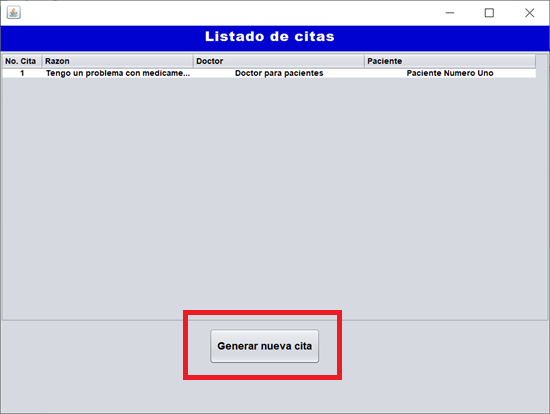 Listado de citas
No. Cita Razon Doctor Paciente
1 Tengo un problema con medicame... Doctor para pacientes Paciente Numero Uno
Generar nueva cita